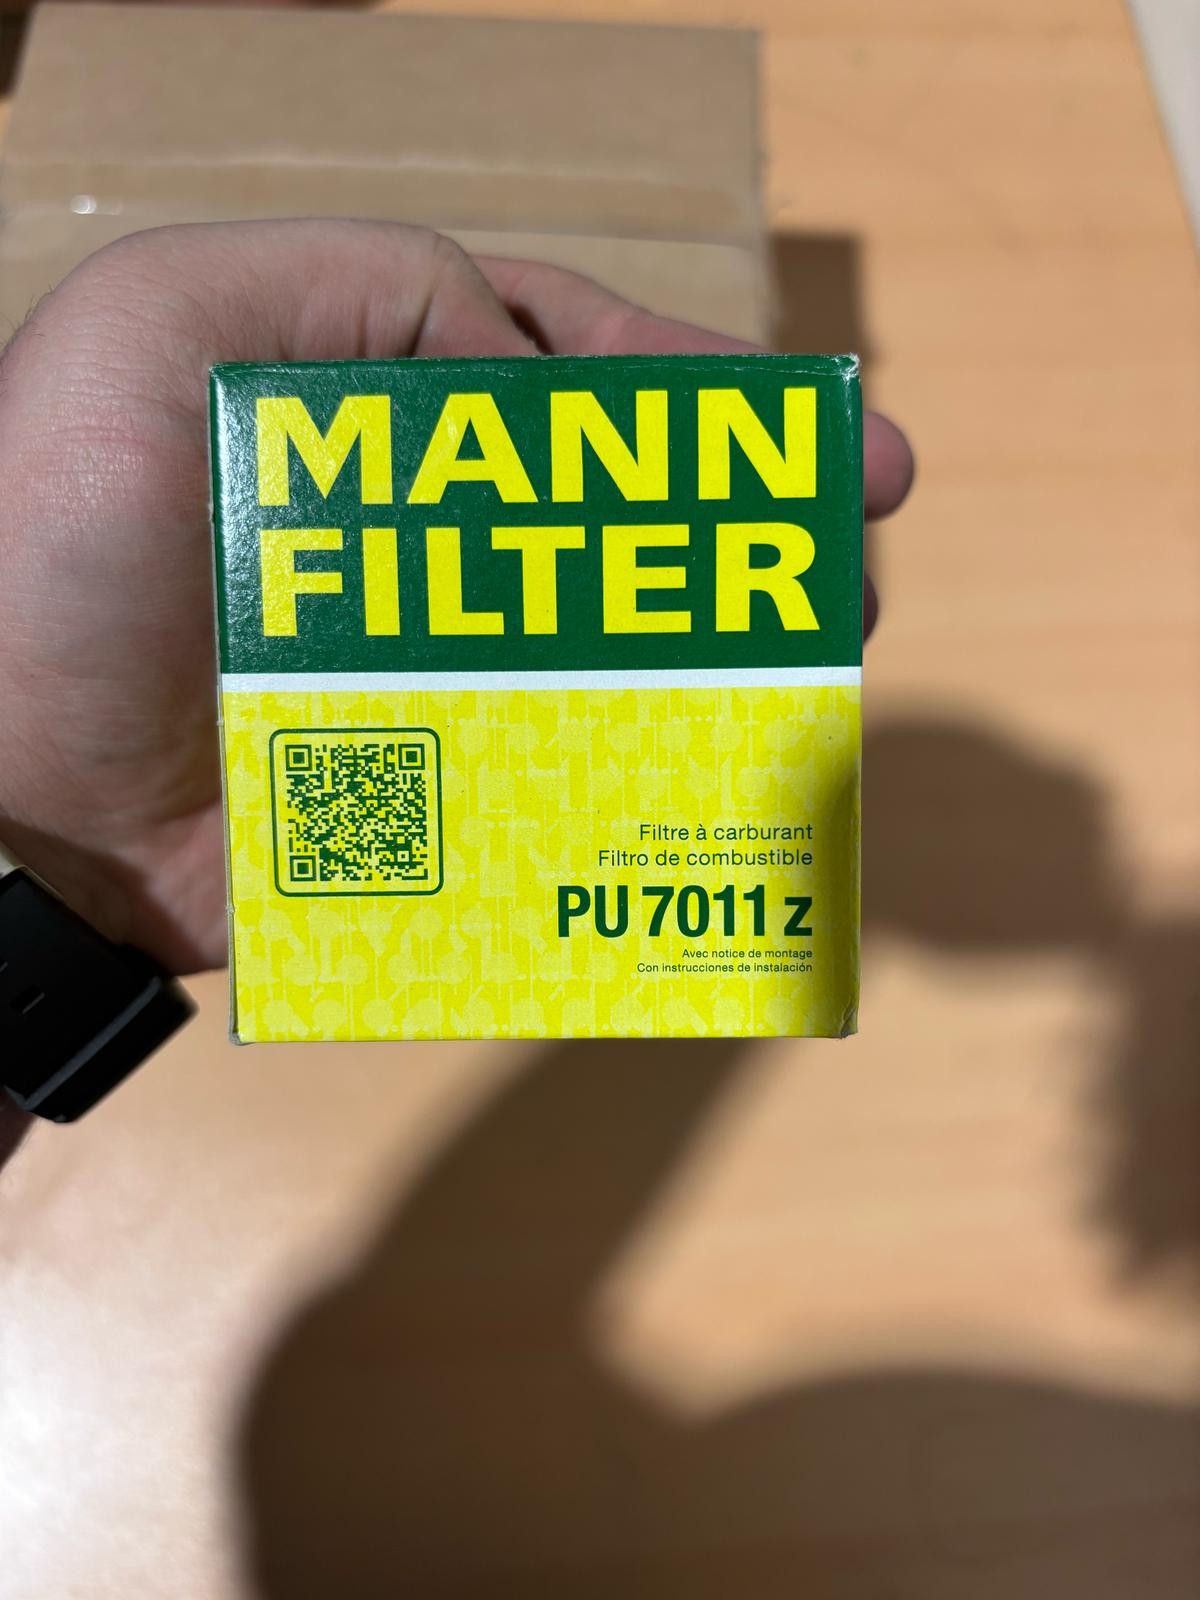 MANN
FILTER
Filtre à carburant
Filtro de combustible
PU 7011 z
Avec notice de montage
Con instrucciones de instalación